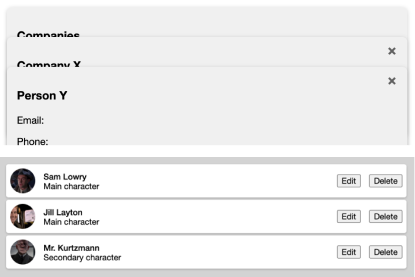 Companies
×
Company X
×
Person Y
Email:
Phone:
Sam Lowry
Main character
Edit Delete
Jill Layton
Main character
Edit Delete
Mr. Kurtzmann
Secondary character
Edit Delete